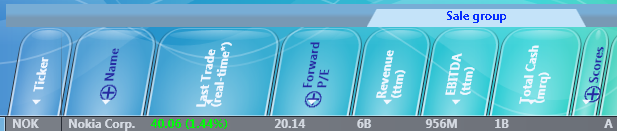 Sale group
Ticker
Name
Last Trade
(real-time*)
Forward
P/E
Revenue
(ttm)
EBITDA
(ttm)
Total Cash
(mrq)
Scores
NOK Nokia Corp. 40.06 (1.44%) 20.14 6B 956M 1B A